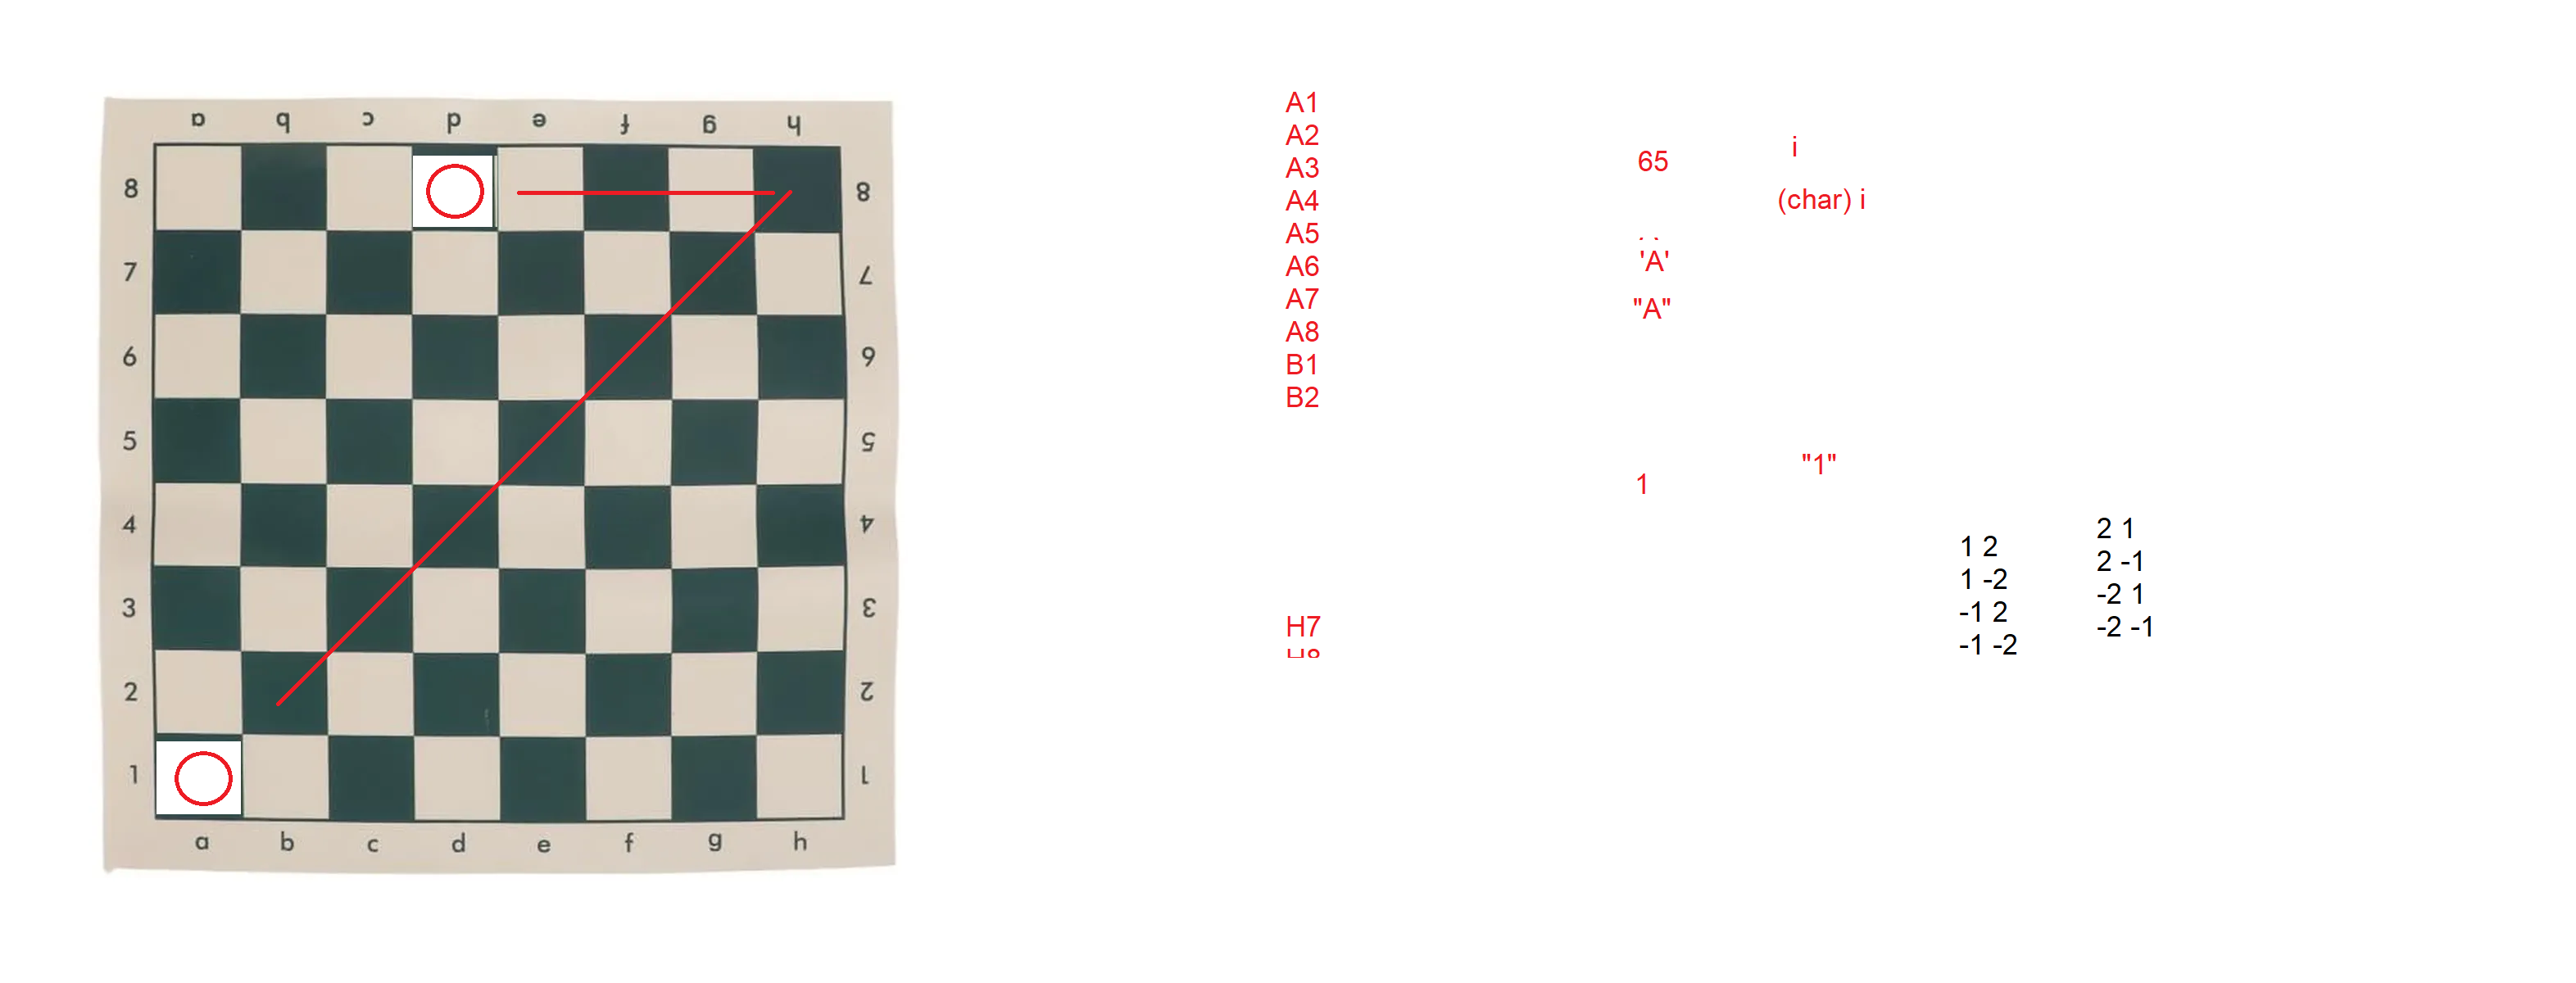 a b c d e f g h
8 8
7 7
6 6
5 5
4 4
3 3
2 2
1 1
a b c d e f g h
A1
A2
A3
A4
A5
A6
A7
A8
B1
B2
H7
H8
65
'A'
"A"
1
i
(char) i
"1"
1 2
1 -2
-1 2
-1 -2
2 1
2 -1
-2 1
-2 -1